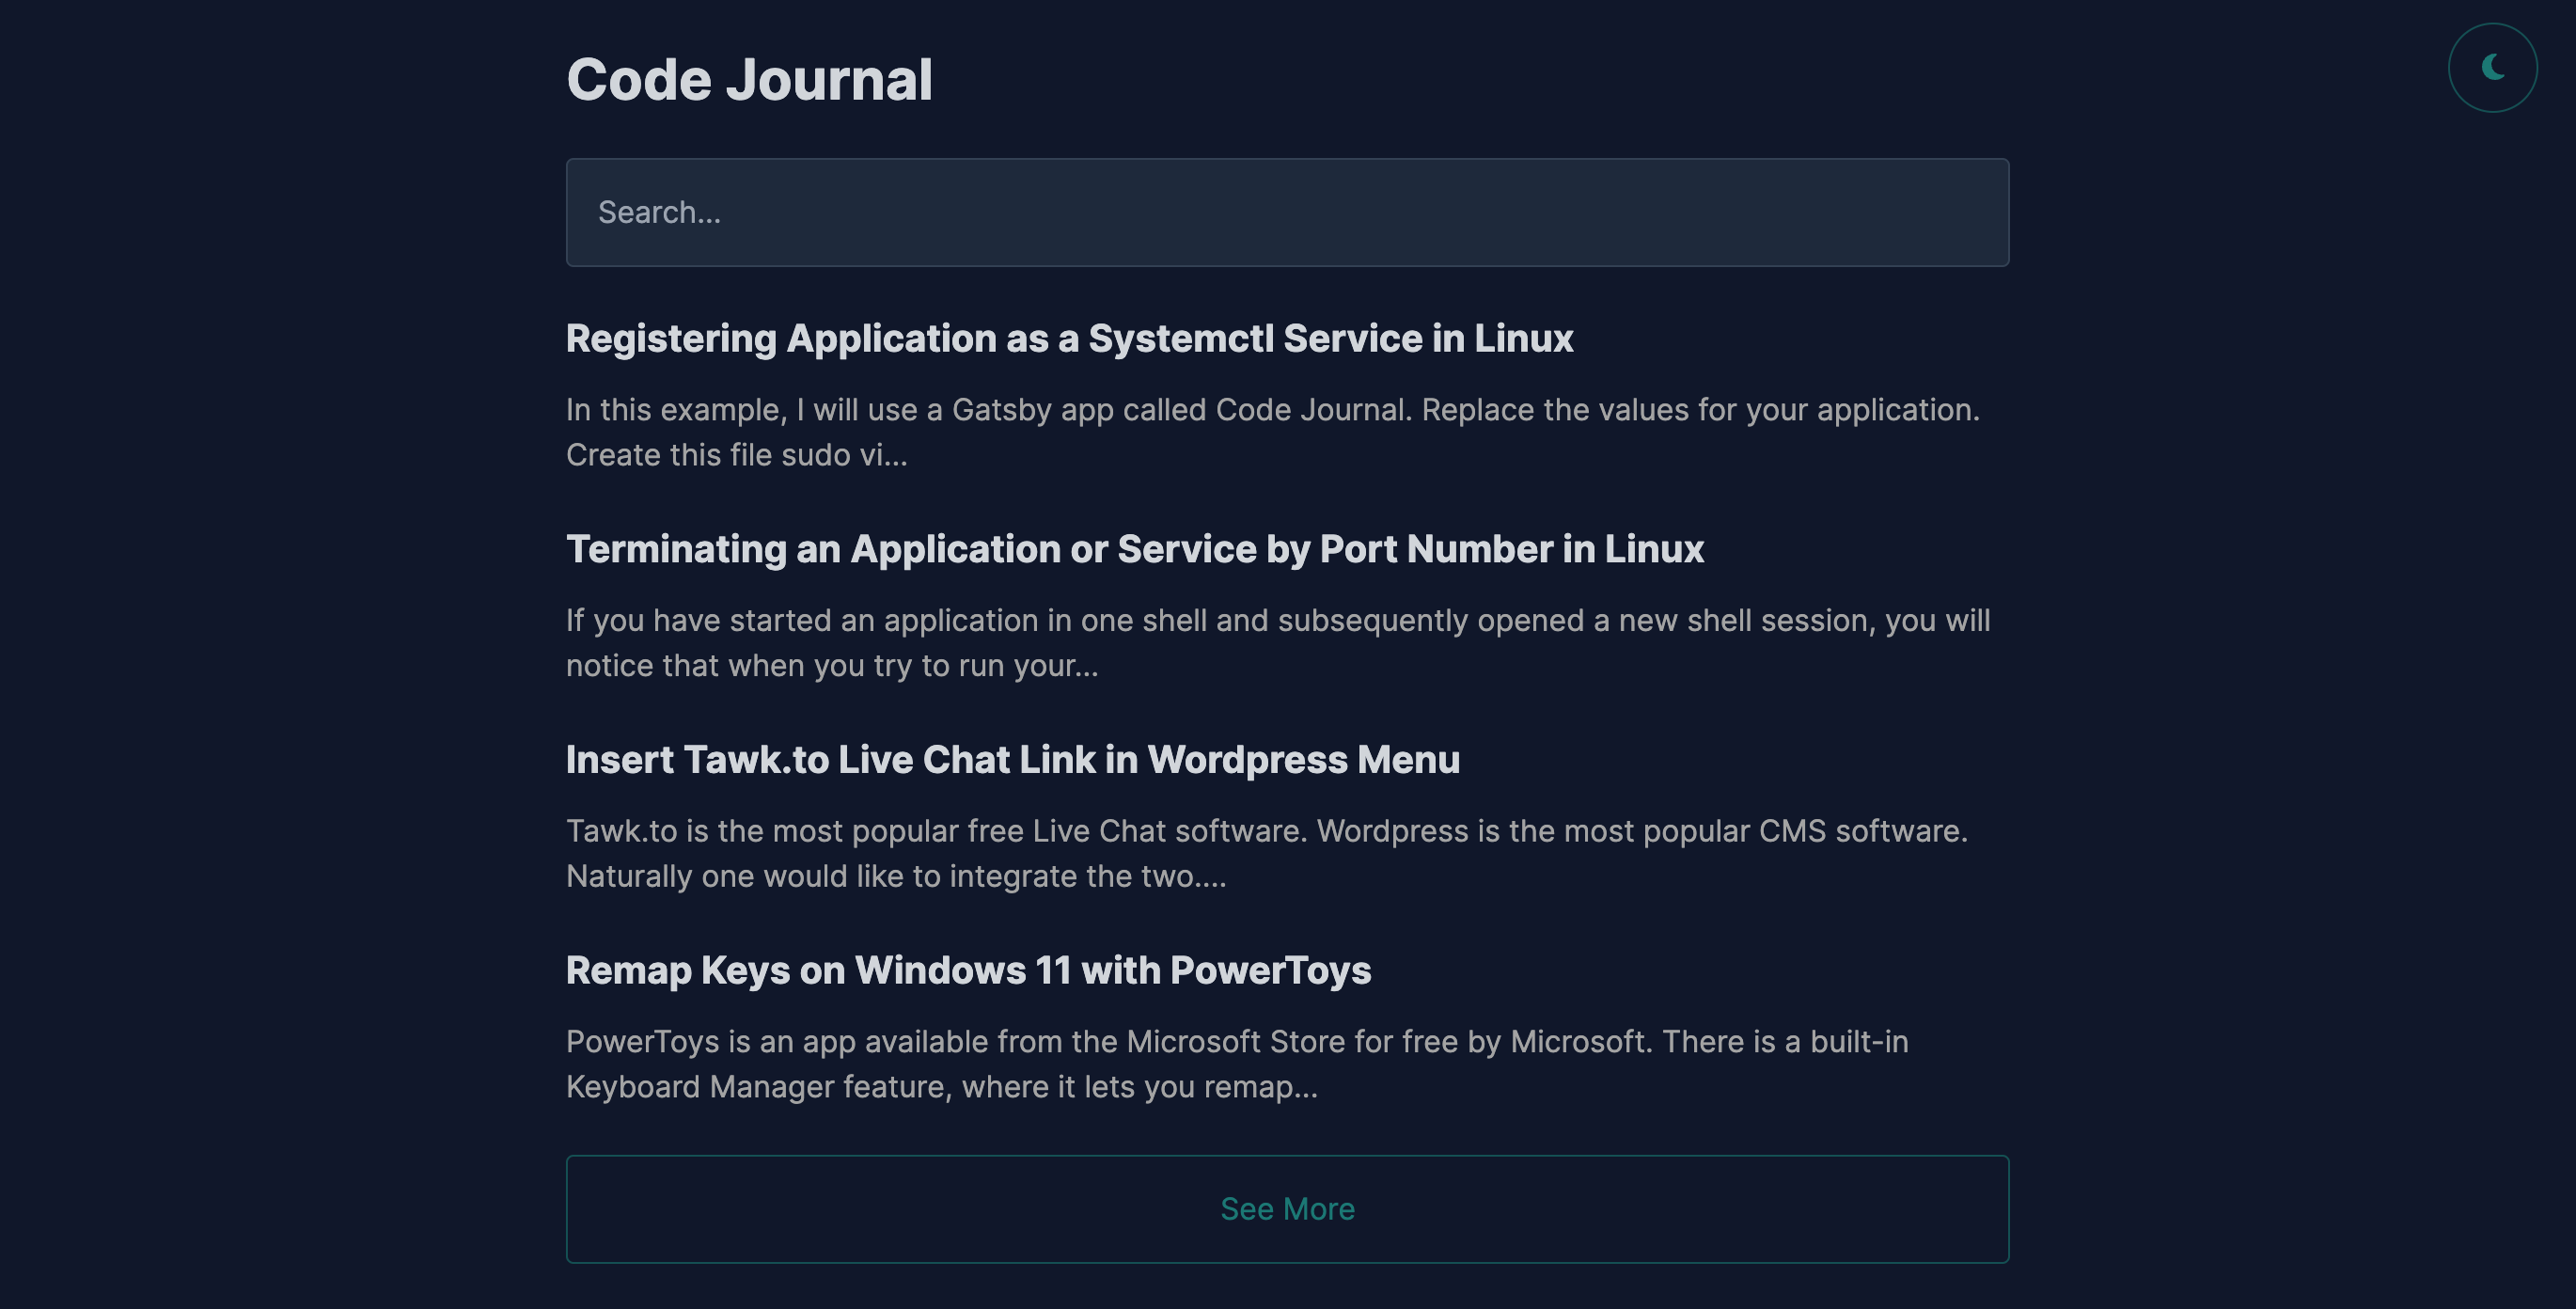 Code Journal
Search...
Registering Application as a Systemctl Service in Linux
In this example, I will use a Gatsby app called Code Journal. Replace the values for your application.
Create this file sudo vi...
Terminating an Application or Service by Port Number in Linux
If you have started an application in one shell and subsequently opened a new shell session, you will
notice that when you try to run your...
Insert Tawk.to Live Chat Link in Wordpress Menu
Tawk.to is the most popular free Live Chat software. Wordpress is the most popular CMS software.
Naturally one would like to integrate the two....
Remap Keys on Windows 11 with PowerToys
PowerToys is an app available from the Microsoft Store for free by Microsoft. There is a built-in
Keyboard Manager feature, where it lets you remap...
See More